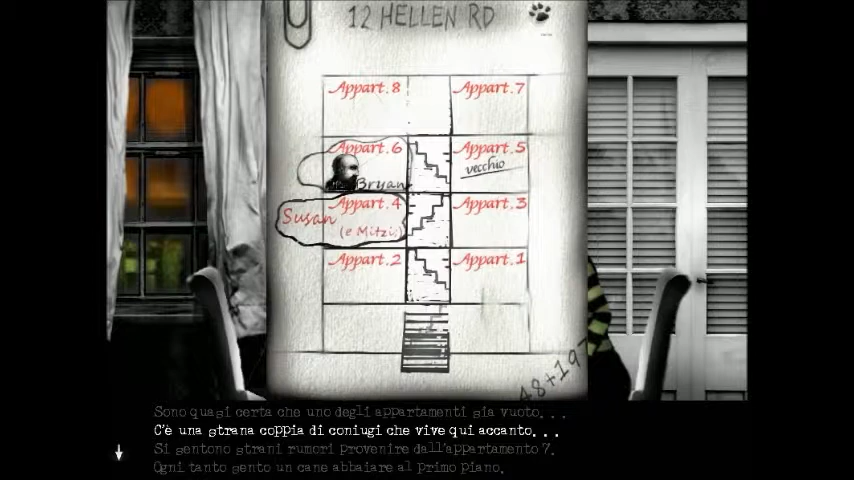 12 HELLEN RD
Appart.8
Appart.7
Appart.6
Appart.5
vecchio
Bryan
Appart.4
Appart.3
Susan
(e Mitzi)
Appart.2
Appart.1
48+197
Sono quasi certa che uno degli appartamenti sia vuoto...
C'è una strana coppia di coniugi che vive qui accanto...
Si sentono strani rumori provenire dall'appartamento 7.
Ogni tanto sento un cane abbaiare al primo piano.